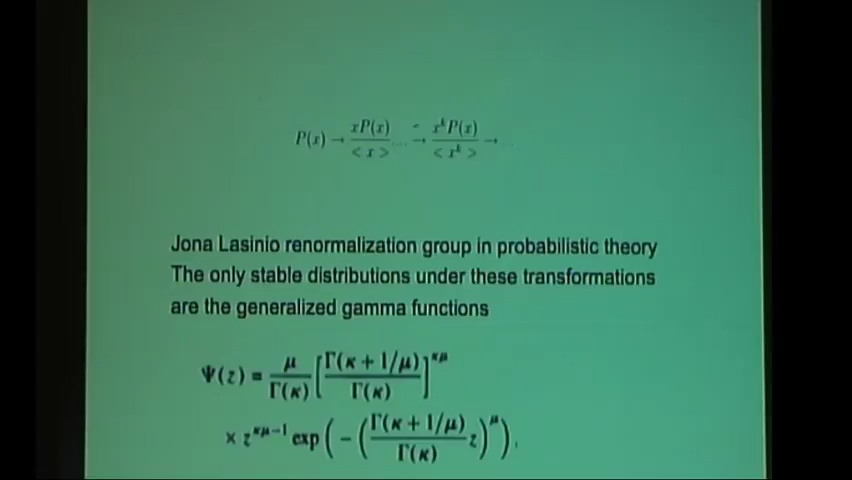 P(x) → xP(x) / < x > .... → x^k P(x) / < x^k > → ...
Jona Lasinio renormalization group in probabilistic theory
The only stable distributions under these transformations
are the generalized gamma functions
Ψ(z) = μ/Γ(κ) [Γ(κ + 1/μ)/Γ(κ)]^κμ
× z^κμ−1 exp(−(Γ(κ + 1/μ)/Γ(κ) z)^μ).